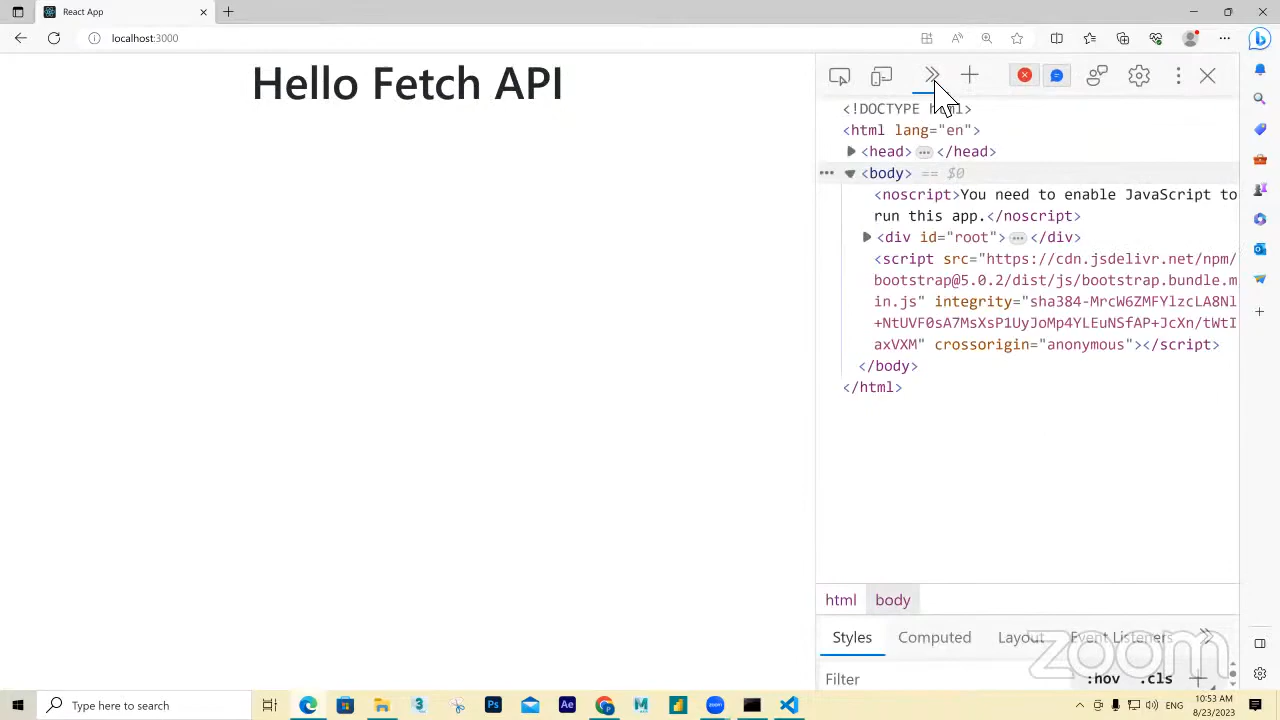 React App
localhost:3000
Hello Fetch API
<!DOCTYPE html>
<html lang="en">
<head> ••• </head>
••• <body> == $0
<noscript>You need to enable JavaScript to
run this app.</noscript>
<div id="root"> ••• </div>
<script src="https://cdn.jsdelivr.net/npm/
bootstrap@5.0.2/dist/js/bootstrap.bundle.m
in.js" integrity="sha384-MrcW6ZMFYlzcLA8Nl
+NtUVF0sA7MsXsP1UyJoMp4YLEuNSfAP+JcXn/tWtI
axVXM" crossorigin="anonymous"></script>
</body>
</html>
html body
Styles Computed Layout Event Listeners
zoom
Filter :hov .cls
Type here to search
ENG
10:53 AM
8/23/2023